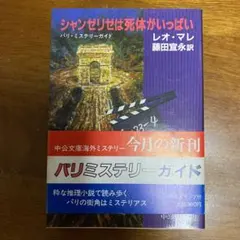 シャンゼリゼは死体がいっぱい
パリ・ミステリーガイド
レオ・マレ
藤田宜永訳
中公文庫海外ミステリー
今月の新刊
パリミステリーガイド
粋な推理小説で読み歩く
パリの街角はミステリアス